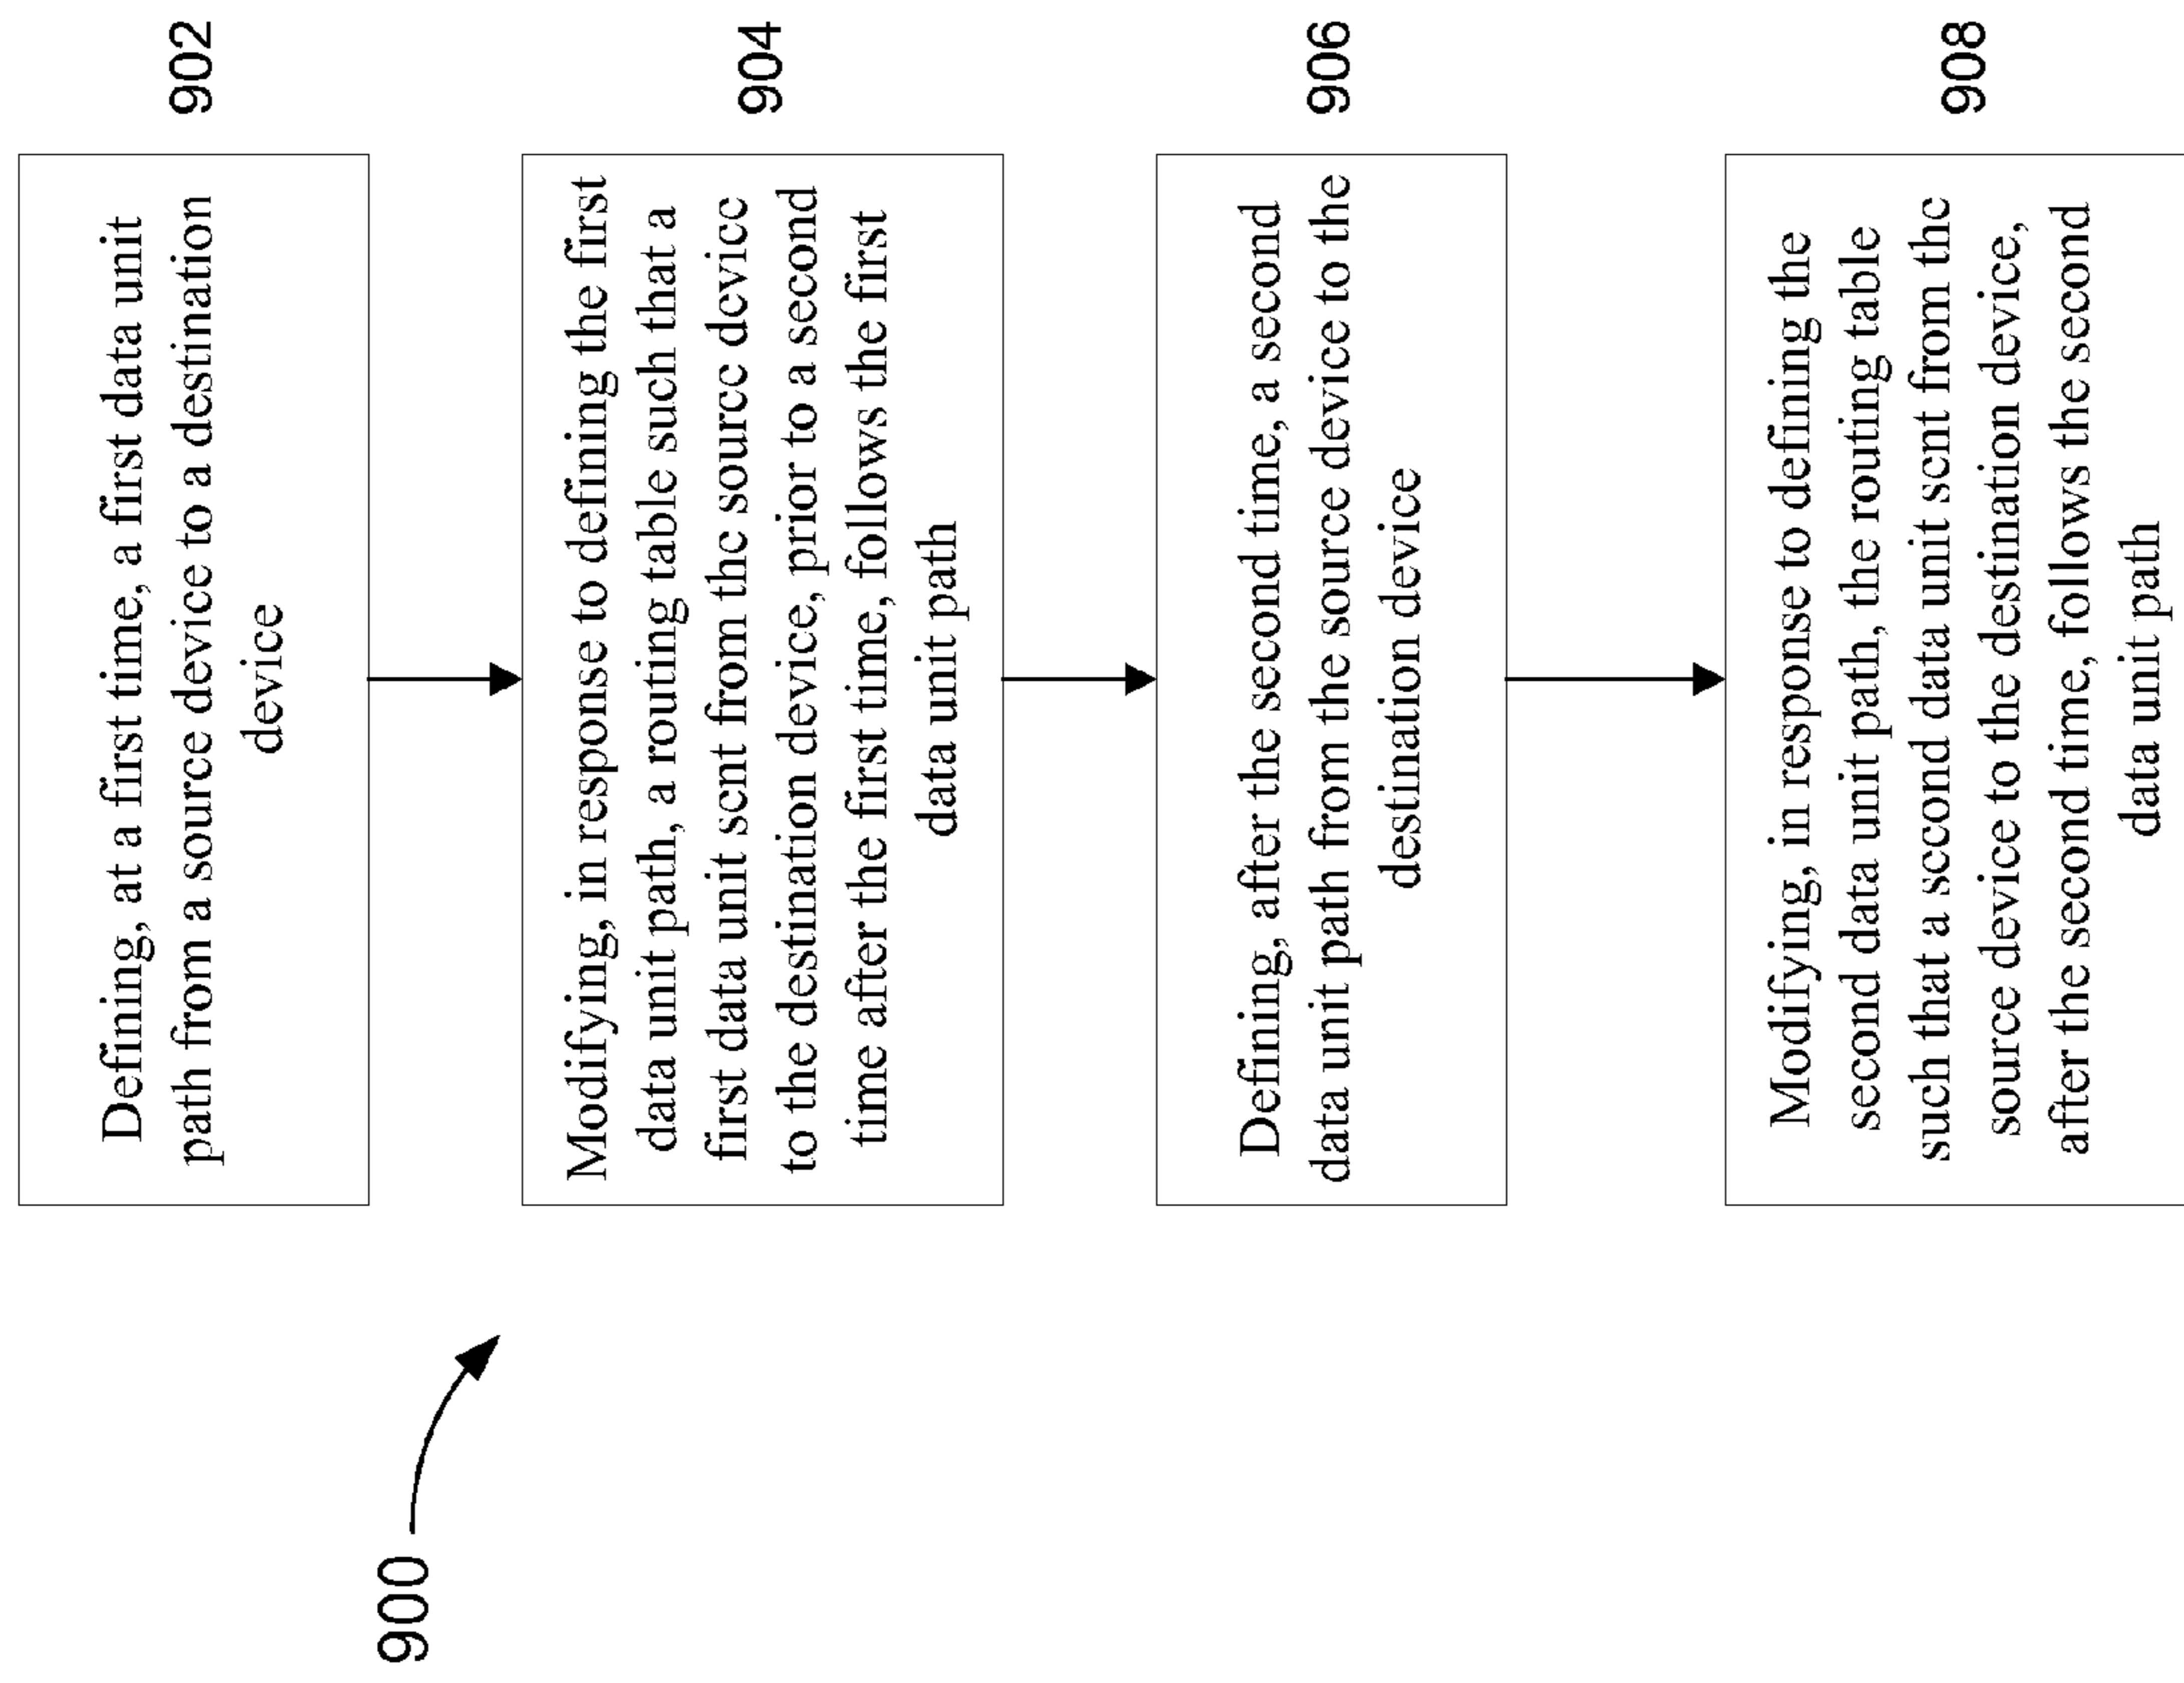 900
Defining, at a first time, a first data unit
path from a source device to a destination
device
902
Modifying, in response to defining the first
data unit path, a routing table such that a
first data unit sent from the source device
to the destination device, prior to a second
time after the first time, follows the first
data unit path
904
Defining, after the second time, a second
data unit path from the source device to the
destination device
906
Modifying, in response to defining the
second data unit path, the routing table
such that a second data unit sent from the
source device to the destination device,
after the second time, follows the second
data unit path
908